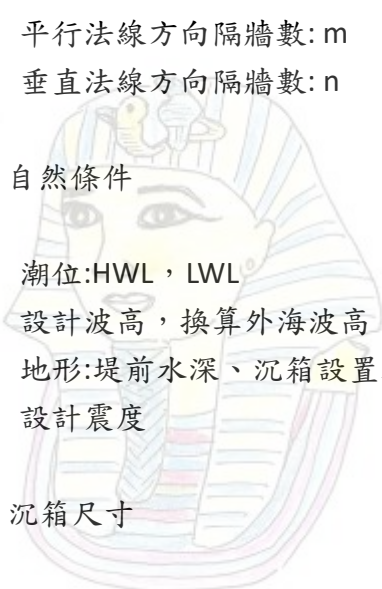 平行法線方向隔牆數: m
垂直法線方向隔牆數: n
自然條件
潮位:HWL，LWL
設計波高，換算外海波高
地形:堤前水深、沉箱設置
設計震度
沉箱尺寸